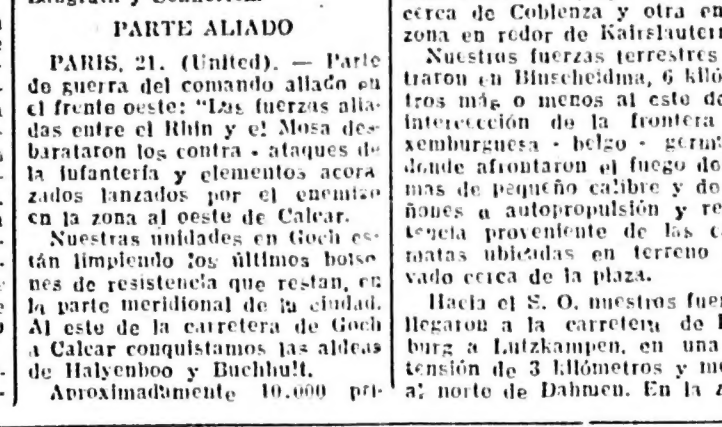 PARTE ALIADO
PARIS, 21. (United). — Parte
de guerra del comando aliado en
el frente oeste: "Las fuerzas alia-
das entre el Rhin y el Mosa des-
barataron los contra - ataques de
la infantería y elementos acora
zados lanzados por el enemigo
en la zona al oeste de Calcar.
Nuestras unidades en Goch es-
tán limpiendo los últimos bolso
nes de resistencia que restan, en
la parte meridional de la ciudad.
Al este de la carretera de Goch
a Calcar conquistamos las aldeas
de Halyenboo y Buchhult.
Aproximadamente 10.000 pri-
cerca de Coblenza y otra en
zona en redor de Kairslautern
Nuestras fuerzas terrestres
traron en Binscheidma, 6 kiló
tros más o menos al este de
intersección de la frontera
xemburguesa - belgo - germ
donde afrontaron el fuego de
mas de pequeño calibre y de
ñones a autopropulsión y re
tencia proveniente de las c
matas ubicadas en terreno
vado cerca de la plaza.
Hacia el S. O. nuestros fuer
llegaron a la carretera de
burg a Lutzkampen, en una
tensión de 3 kilómetros y me
al norte de Dahmen. En la z